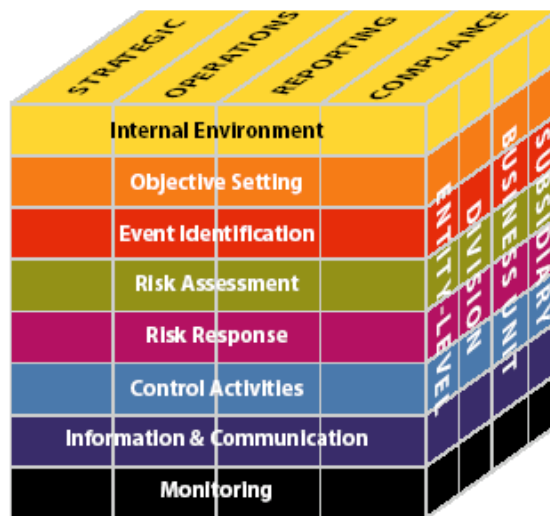 STRATEGIC
OPERATIONS
REPORTING
COMPLIANCE
Internal Environment
Objective Setting
Event Identification
Risk Assessment
Risk Response
Control Activities
Information & Communication
Monitoring
ENTITY-LEVEL
DIVISION
BUSINESS UNIT
SUBSIDIARY